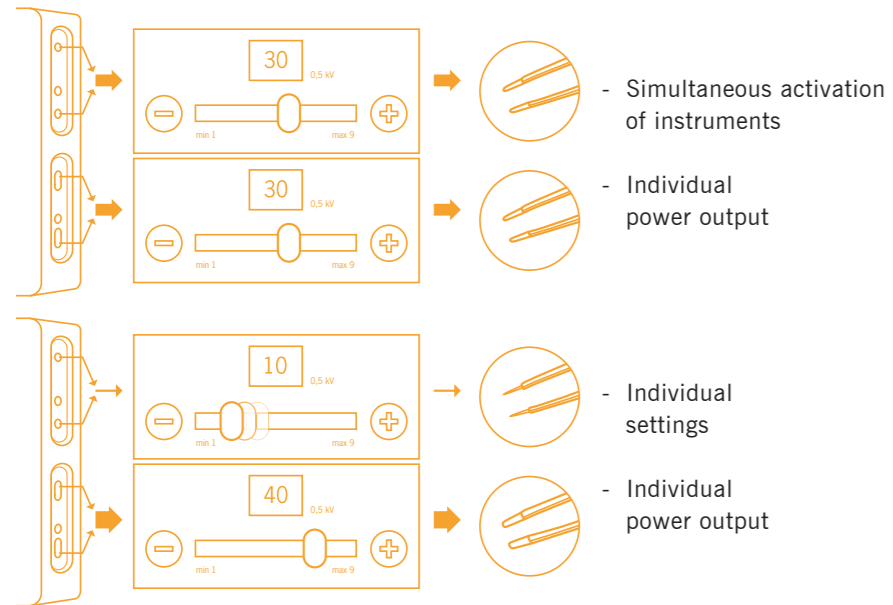 30
0,5 kV
min 1 max 9
- Simultaneous activation
of instruments
30
0,5 kV
min 1 max 9
- Individual
power output
10
0,5 kV
min 1 max 9
- Individual
settings
40
0,5 kV
min 1 max 9
- Individual
power output